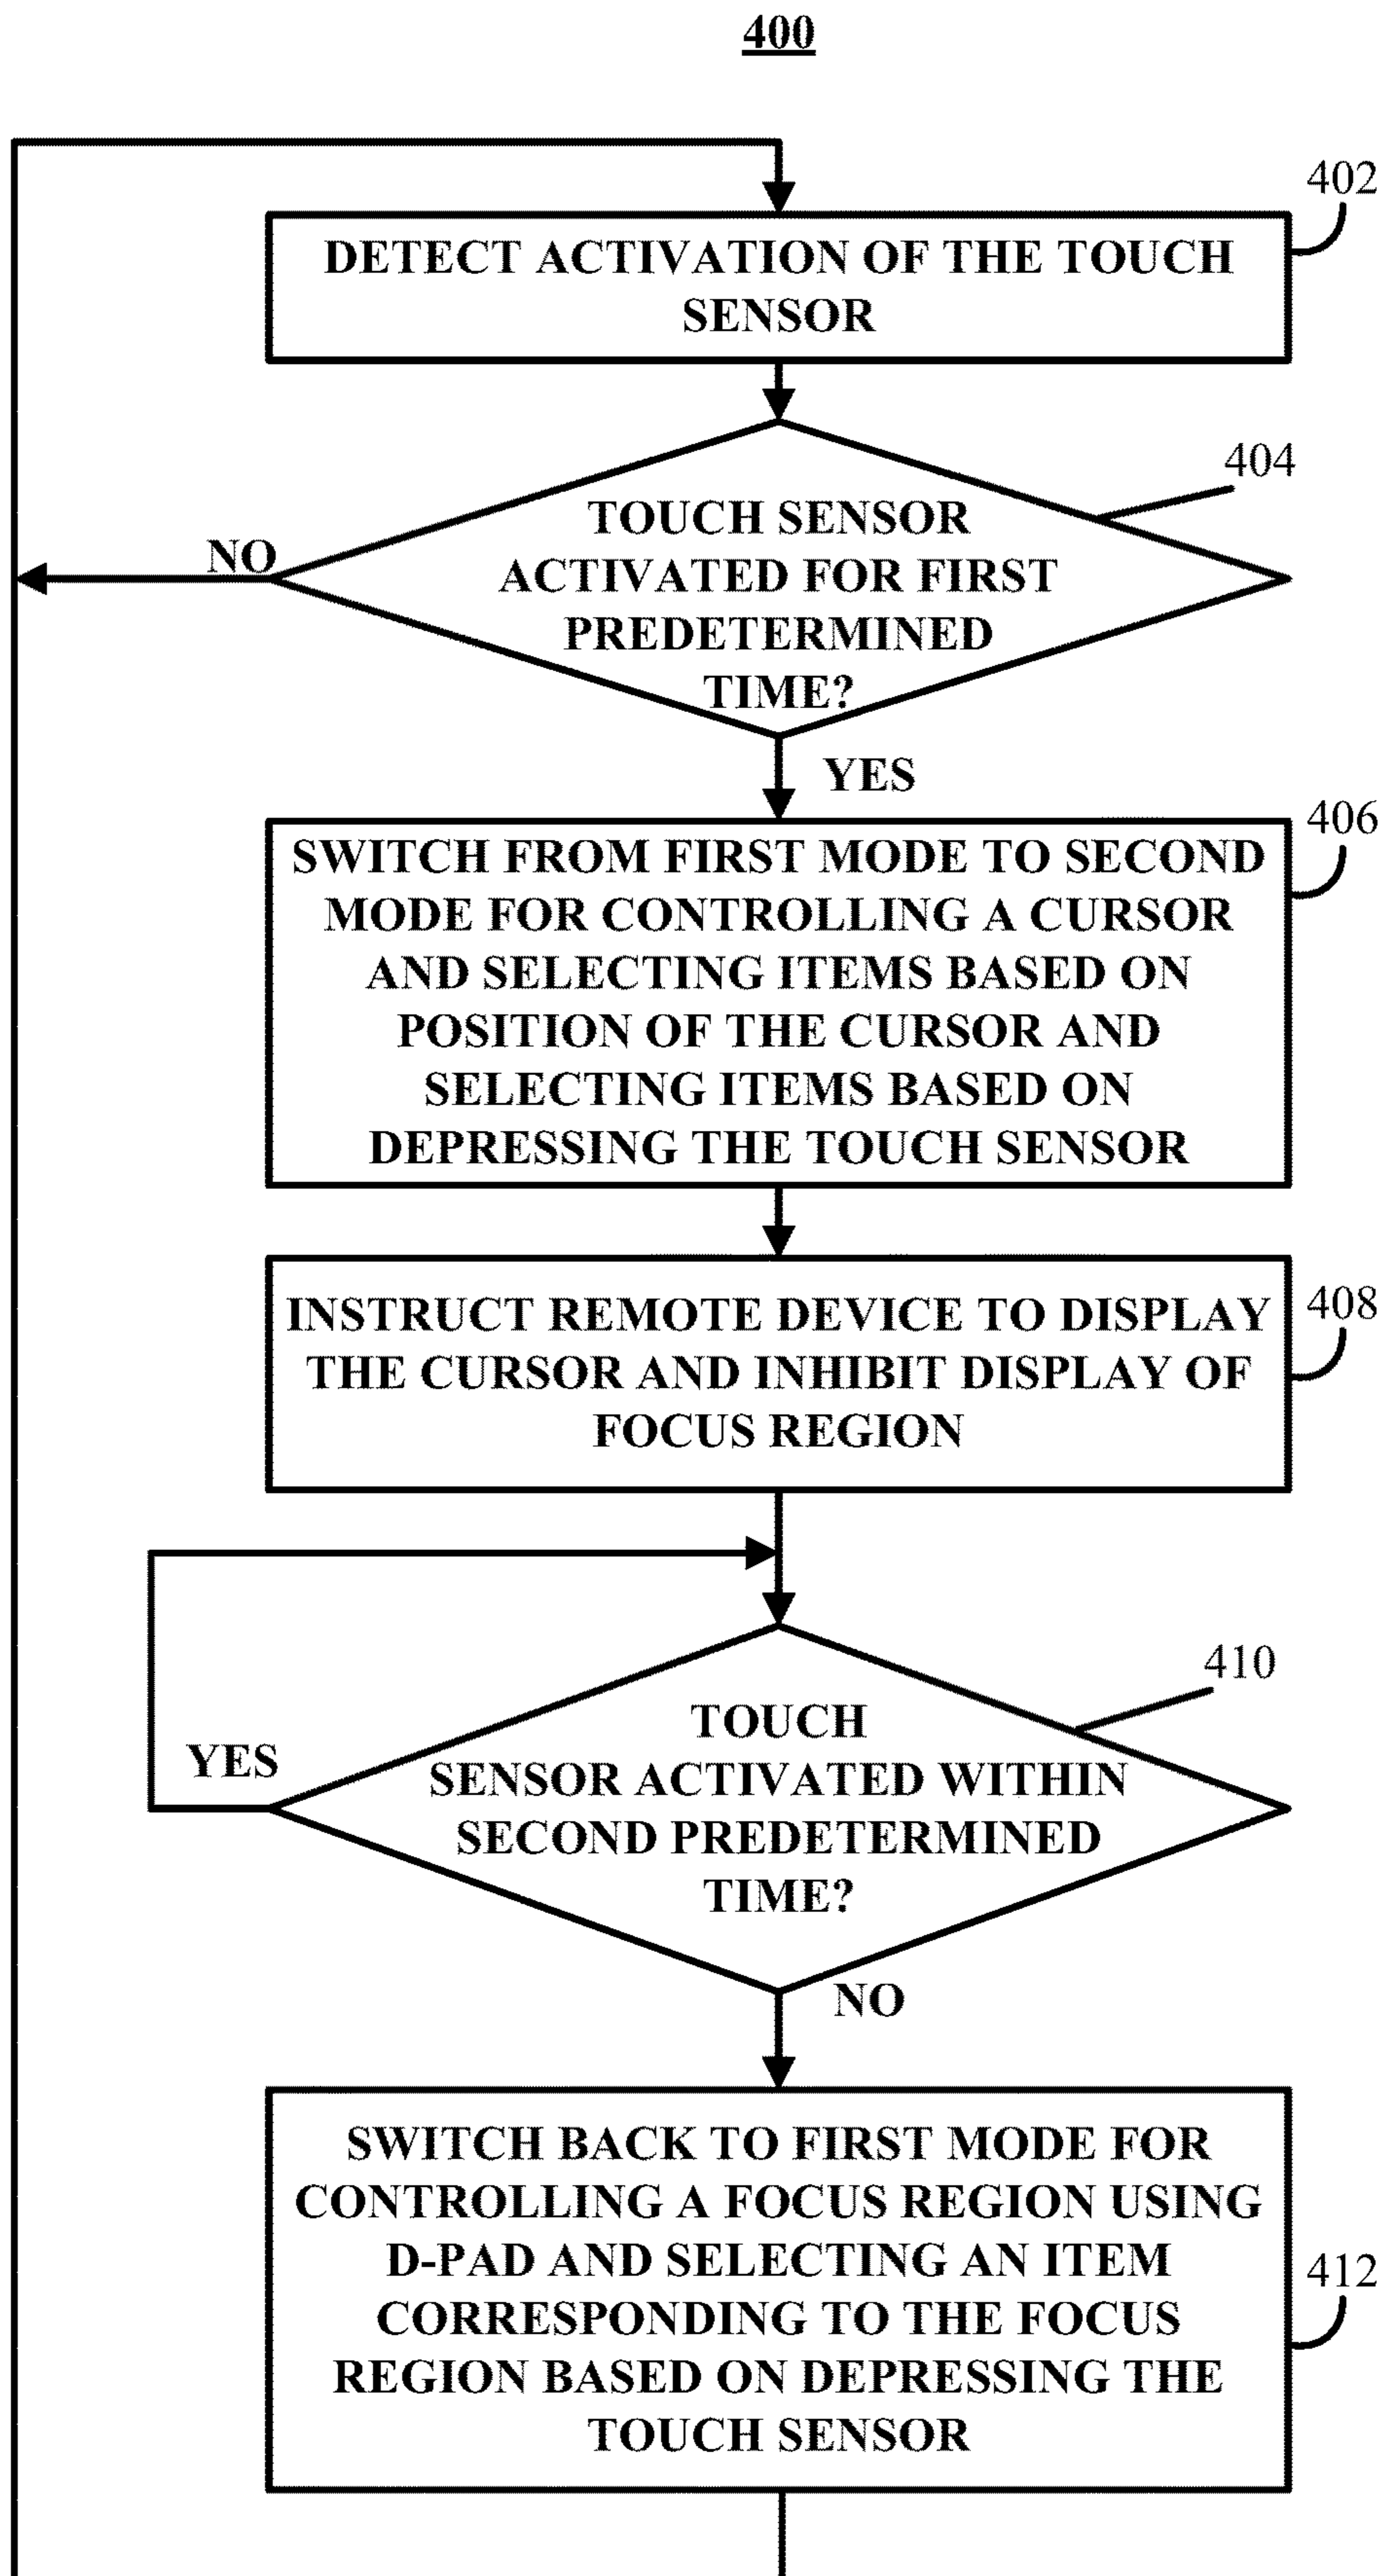 400
402
DETECT ACTIVATION OF THE TOUCH
SENSOR
404
TOUCH SENSOR
ACTIVATED FOR FIRST
PREDETERMINED
TIME?
NO
YES
406
SWITCH FROM FIRST MODE TO SECOND
MODE FOR CONTROLLING A CURSOR
AND SELECTING ITEMS BASED ON
POSITION OF THE CURSOR AND
SELECTING ITEMS BASED ON
DEPRESSING THE TOUCH SENSOR
408
INSTRUCT REMOTE DEVICE TO DISPLAY
THE CURSOR AND INHIBIT DISPLAY OF
FOCUS REGION
410
TOUCH
SENSOR ACTIVATED WITHIN
SECOND PREDETERMINED
TIME?
YES
NO
SWITCH BACK TO FIRST MODE FOR
CONTROLLING A FOCUS REGION USING
D-PAD AND SELECTING AN ITEM
CORRESPONDING TO THE FOCUS
REGION BASED ON DEPRESSING THE
TOUCH SENSOR
412